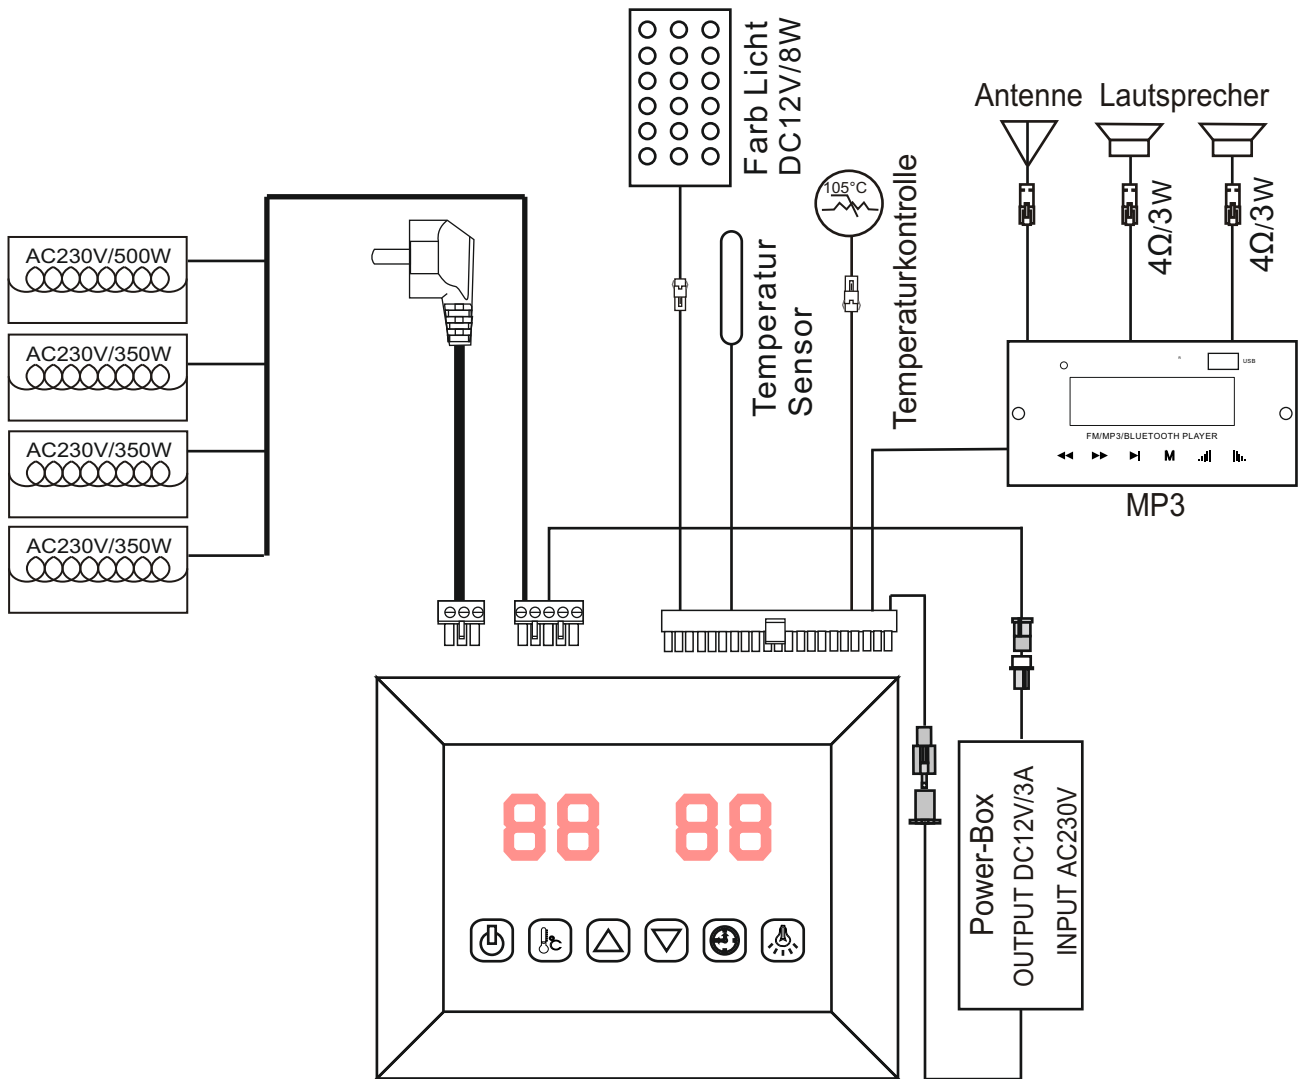 Farb Licht
DC12V/8W
Antenne Lautsprecher
105°C
Temperaturkontrolle
4Ω/3W
4Ω/3W
AC230V/500W
AC230V/350W
AC230V/350W
AC230V/350W
Temperatur
Sensor
USB
FM/MP3/BLUETOOTH PLAYER
M
MP3
88 88
°C
Power-Box
OUTPUT DC12V/3A
INPUT AC230V